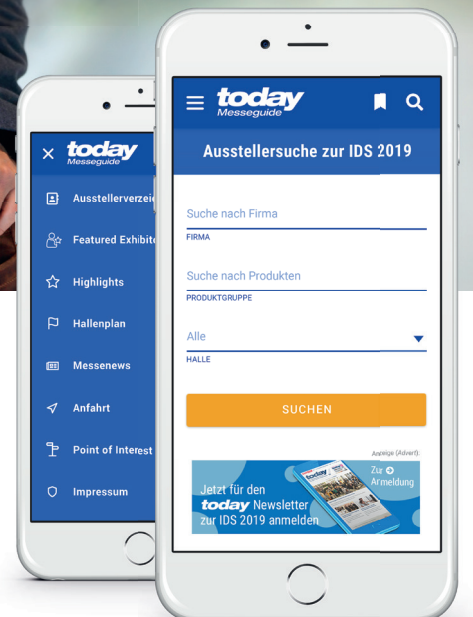 today
Messeguide
Ausstellerverzei
Featured Exhibit
Highlights
Hallenplan
Messenews
Anfahrt
Point of Interest
Impressum
today
Messeguide
Ausstellersuche zur IDS 2019
Suche nach Firma
FIRMA
Suche nach Produkten
PRODUKTGRUPPE
Alle
HALLE
SUCHEN
Anzeige (Advert).
Jetzt für den
today Newsletter
zur IDS 2019 anmelden
today
Zur
Anmeldung